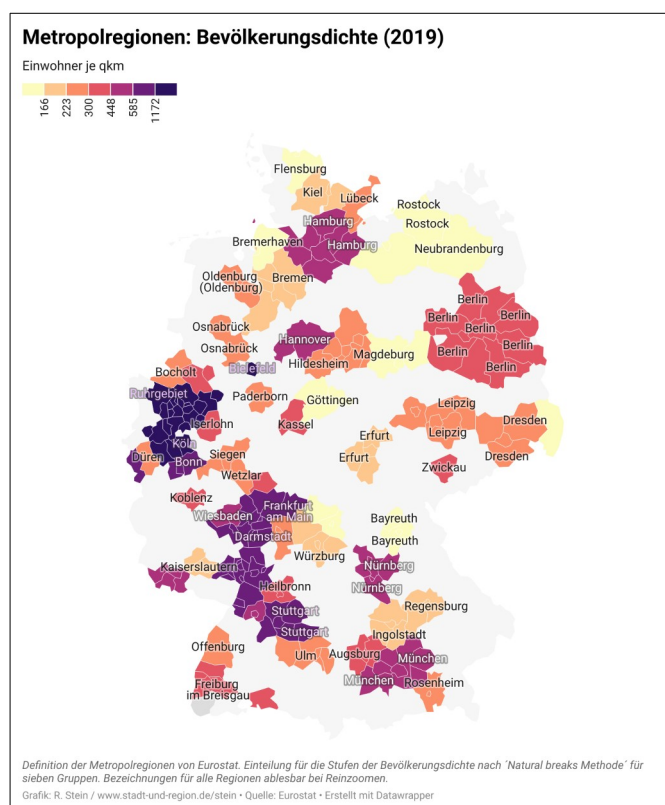 Metropolregionen: Bevölkerungsdichte (2019)
Einwohner je qkm
166 223 300 448 585 1172
Flensburg
Kiel
Lübeck
Rostock
Hamburg
Rostock
Bremerhaven
Hamburg
Neubrandenburg
Oldenburg
(Oldenburg)
Bremen
Berlin
Berlin
Berlin
Osnabrück
Berlin
Hannover
Osnabrück
Magdeburg
Berlin
Berlin
Hildesheim
Bielefeld
Berlin
Bocholt
Ruhrgebiet
Paderborn
Göttingen
Leipzig
Iserlohn
Kassel
Dresden
Erfurt
Leipzig
Köln
Düren
Bonn
Siegen
Erfurt
Dresden
Wetzlar
Zwickau
Koblenz
Wiesbaden
Frankfurt
am Main
Bayreuth
Darmstadt
Bayreuth
Würzburg
Kaiserslautern
Nürnberg
Heilbronn
Nürnberg
Stuttgart
Regensburg
Stuttgart
Ingolstadt
Offenburg
Ulm
Augsburg
München
München
Rosenheim
Freiburg
im Breisgau
Definition der Metropolregionen von Eurostat. Einteilung für die Stufen der Bevölkerungsdichte nach ´Natural breaks Methode´ für
sieben Gruppen. Bezeichnungen für alle Regionen ablesbar bei Reinzoomen.
Grafik: R. Stein / www.stadt-und-region.de/stein • Quelle: Eurostat • Erstellt mit Datawrapper